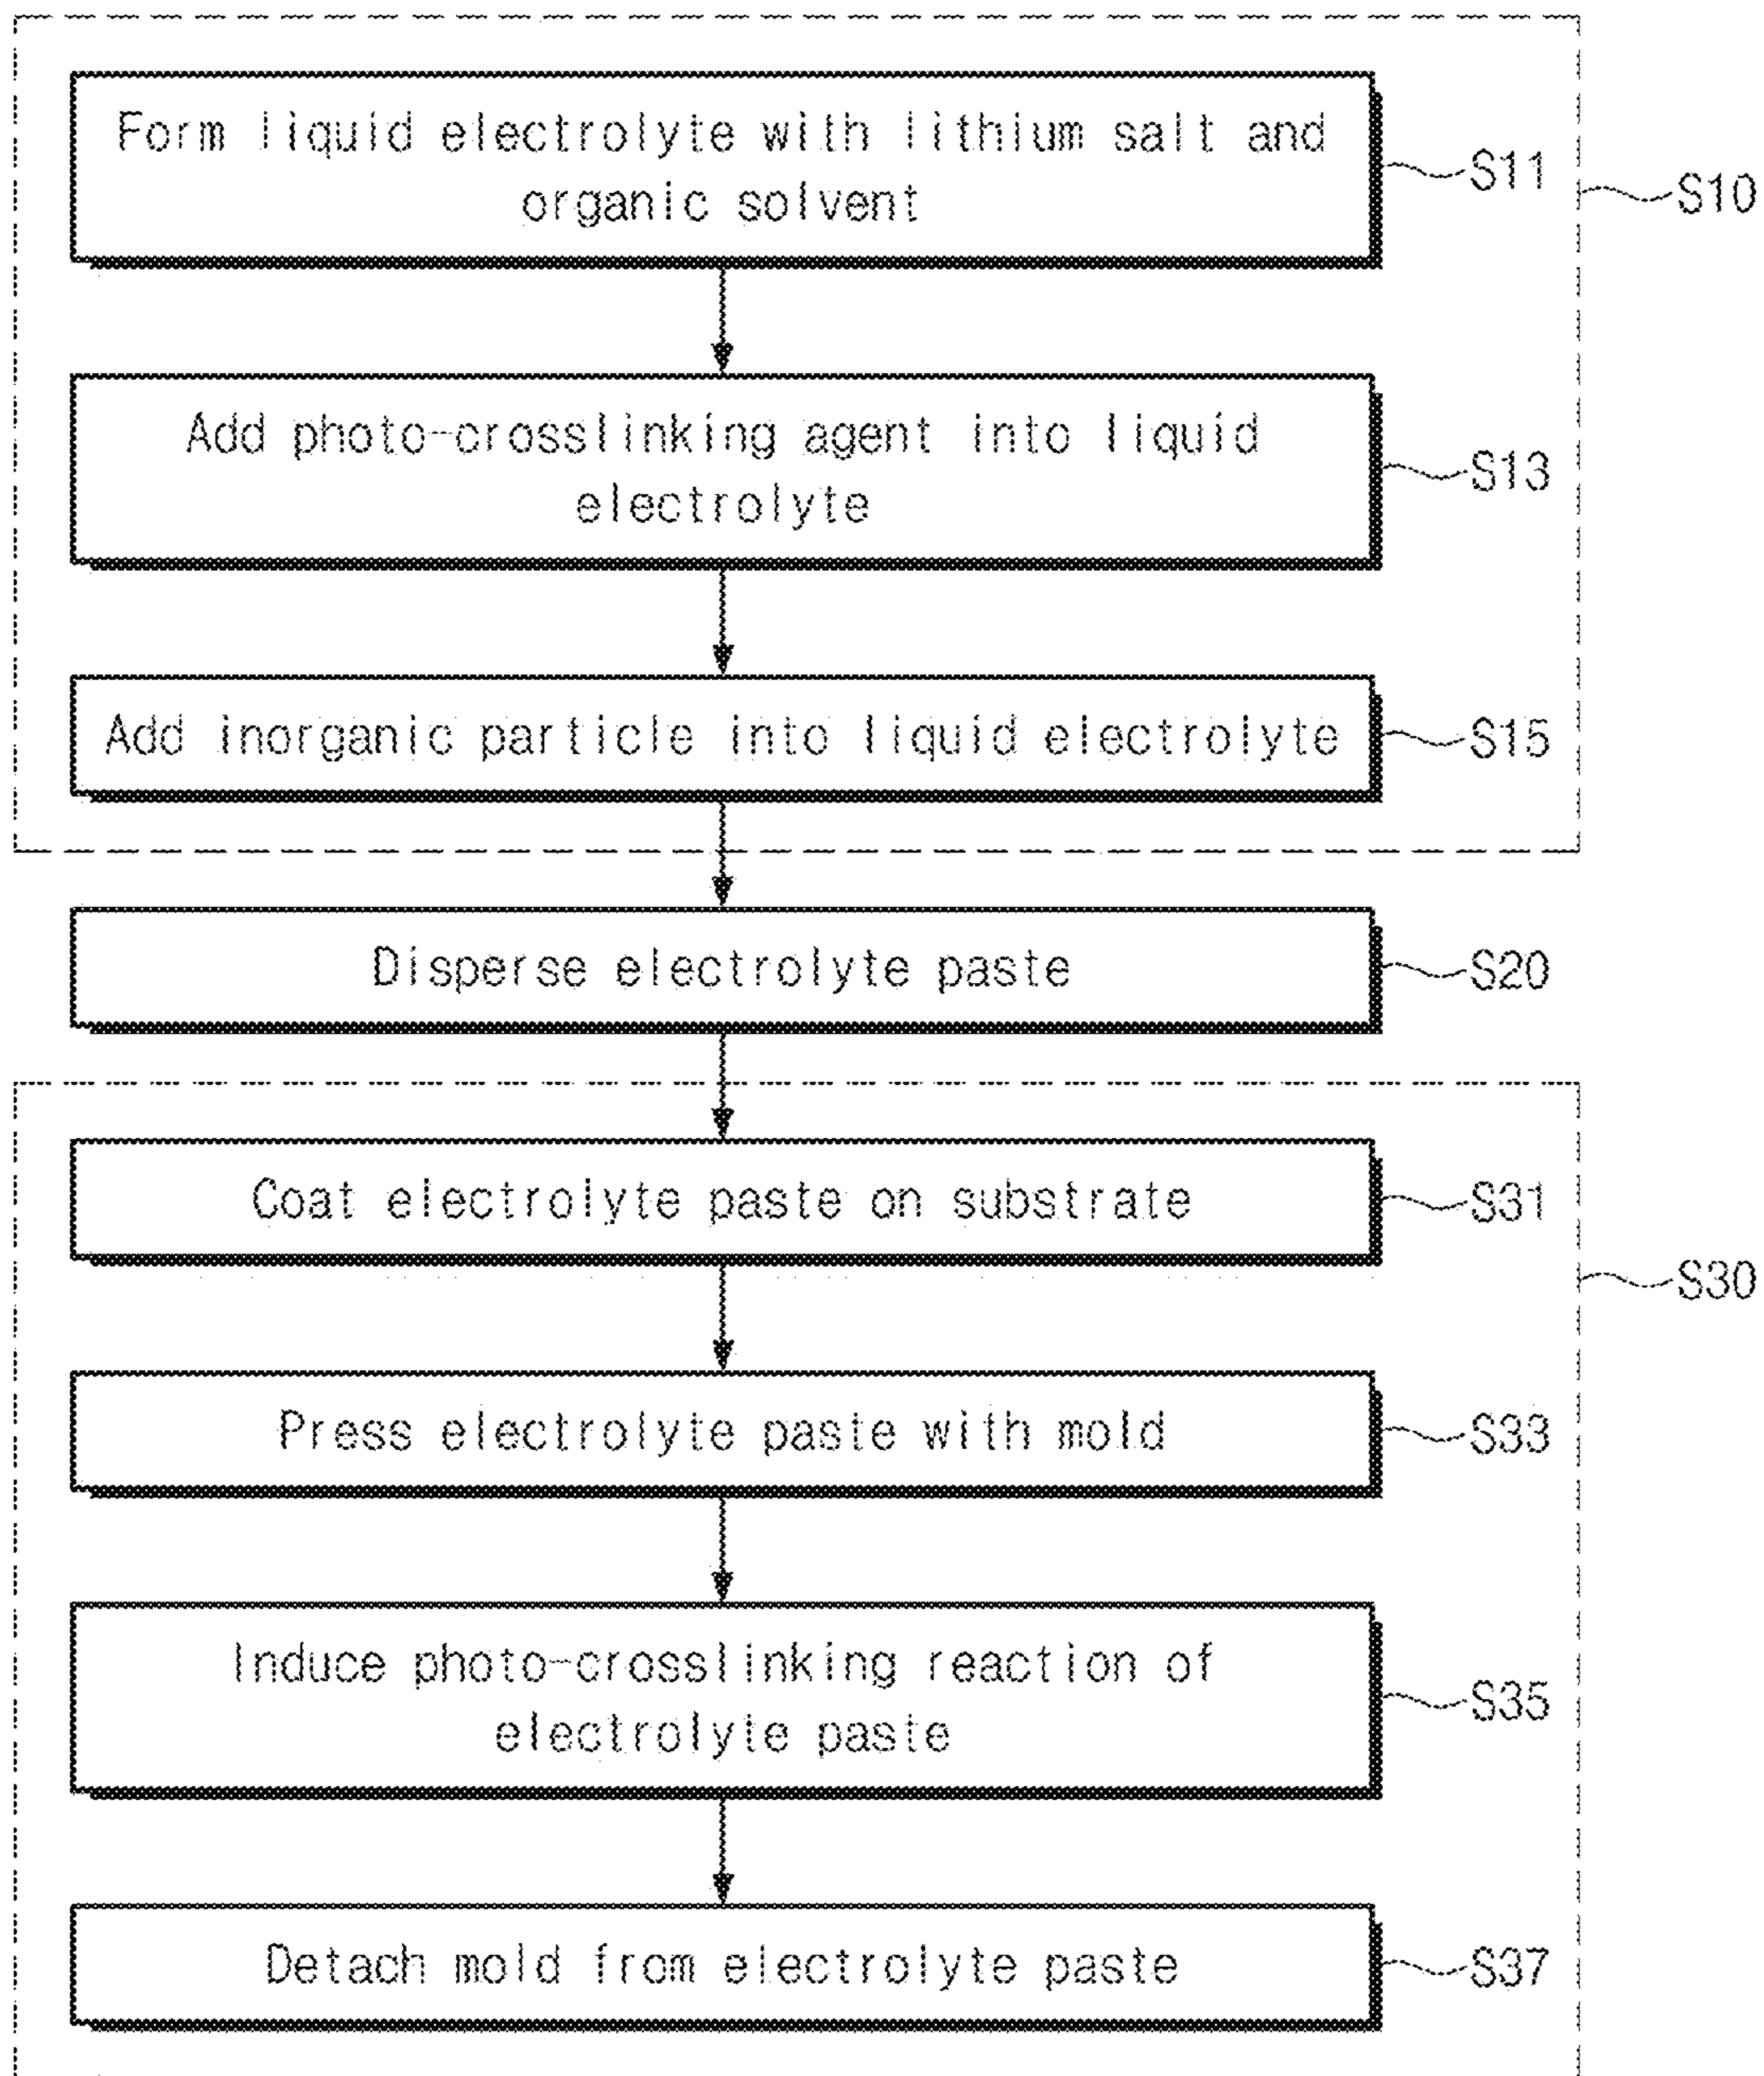 Form liquid electrolyte with lithium salt and
organic solvent
S11
S10
Add photo-crosslinking agent into liquid
electrolyte
S13
Add inorganic particle into liquid electrolyte
S15
Disperse electrolyte paste
S20
Coat electrolyte paste on substrate
S31
S30
Press electrolyte paste with mold
S33
Induce photo-crosslinking reaction of
electrolyte paste
S35
Detach mold from electrolyte paste
S37